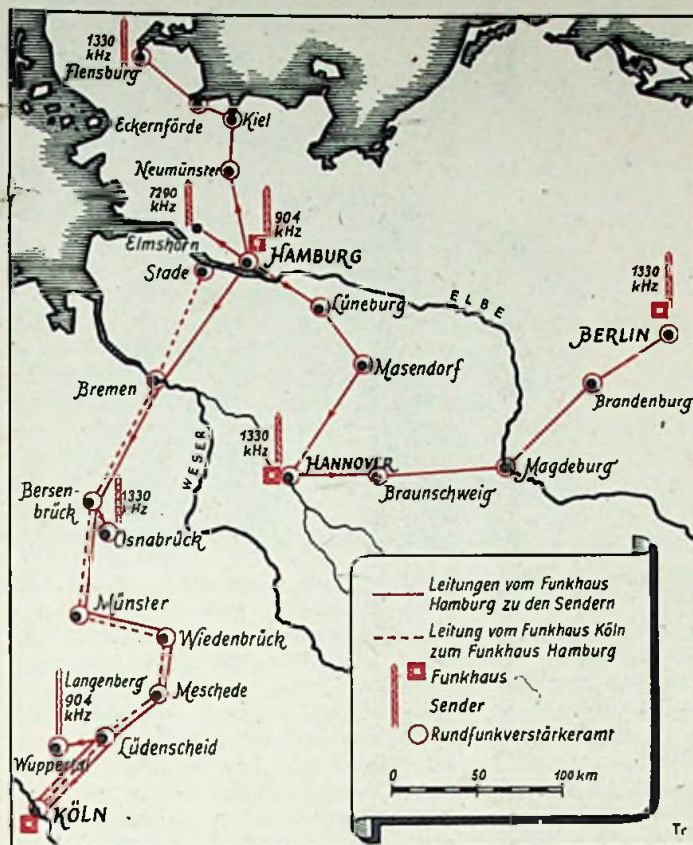 1330
kHz
Flensburg
Eckernförde
Kiel
Neumünster
7290
kHz
904
kHz
Elmshorn
HAMBURG
Stade
1330
kHz
ELBE
Lüneburg
BERLIN
Masendorf
Bremen
Brandenburg
1330
kHz
WESER
HANNOVER
Magdeburg
Braunschweig
Bersen-
brück
1330
kHz
Osnabrück
Münster
Wiedenbrück
Langenberg
904
kHz
Meschede
Lüdenscheid
Wuppertal
KÖLN
Leitungen vom Funkhaus
Hamburg zu den Sendern
Leitung vom Funkhaus Köln
zum Funkhaus Hamburg
Funkhaus
Sender
Rundfunkverstärkeramt
0 50 100 km
Tr